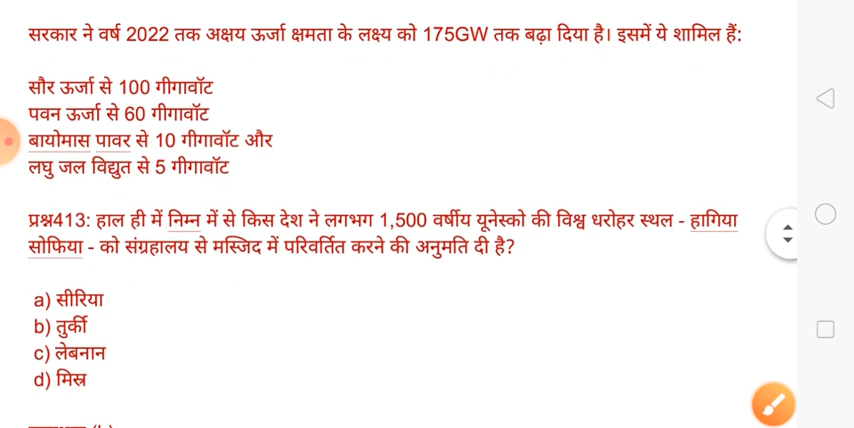 सरकार ने वर्ष 2022 तक अक्षय ऊर्जा क्षमता के लक्ष्य को 175GW तक बढ़ा दिया है। इसमें ये शामिल हैं:
सौर ऊर्जा से 100 गीगावॉट
पवन ऊर्जा से 60 गीगावॉट
बायोमास पावर से 10 गीगावॉट और
लघु जल विद्युत से 5 गीगावॉट
प्रश्न413: हाल ही में निम्न में से किस देश ने लगभग 1,500 वर्षीय यूनेस्को की विश्व धरोहर स्थल - हागिया
सोफिया - को संग्रहालय से मस्जिद में परिवर्तित करने की अनुमति दी है?
a) सीरिया
b) तुर्की
c) लेबनान
d) मिस्र